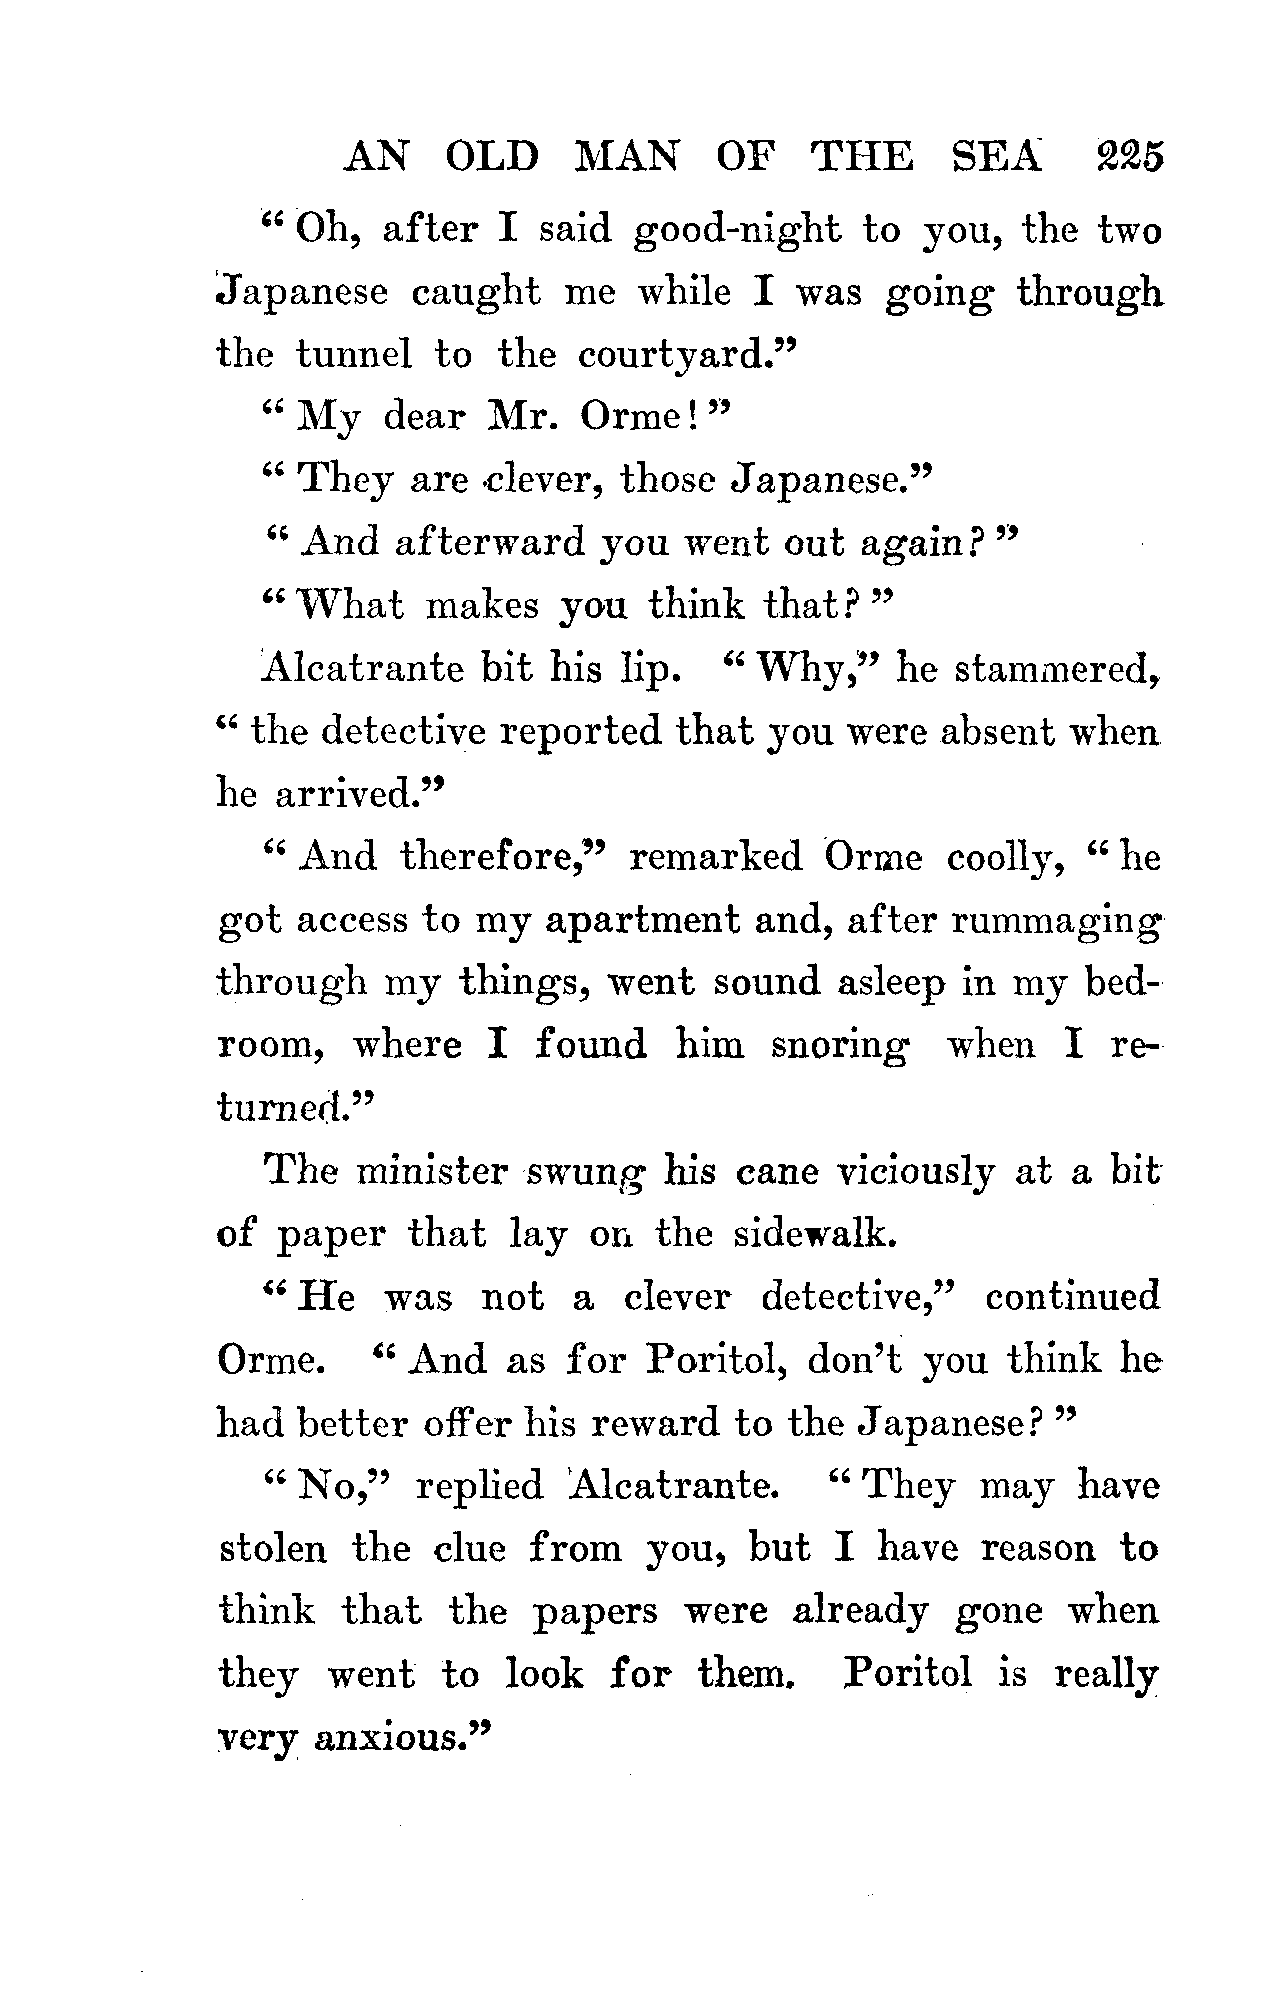 AN OLD MAN OF THE SEA 225
“ Oh, after I said good-night to you, the two
Japanese caught me while I was going through
the tunnel to the courtyard.”
“ My dear Mr. Orme! ”
“ They are clever, those Japanese.”
“ And afterward you went out again? ”
“ What makes you think that? ”
Alcatrante bit his lip. “ Why,” he stammered,
“ the detective reported that you were absent when
he arrived.”
“ And therefore,” remarked Orme coolly, “ he
got access to my apartment and, after rummaging
through my things, went sound asleep in my bed-
room, where I found him snoring when I re-
turned.”
The minister swung his cane viciously at a bit
of paper that lay on the sidewalk.
“ He was not a clever detective,” continued
Orme. “ And as for Poritol, don’t you think he
had better offer his reward to the Japanese? ”
“ No,” replied Alcatrante. “ They may have
stolen the clue from you, but I have reason to
think that the papers were already gone when
they went to look for them. Poritol is really
very anxious.”